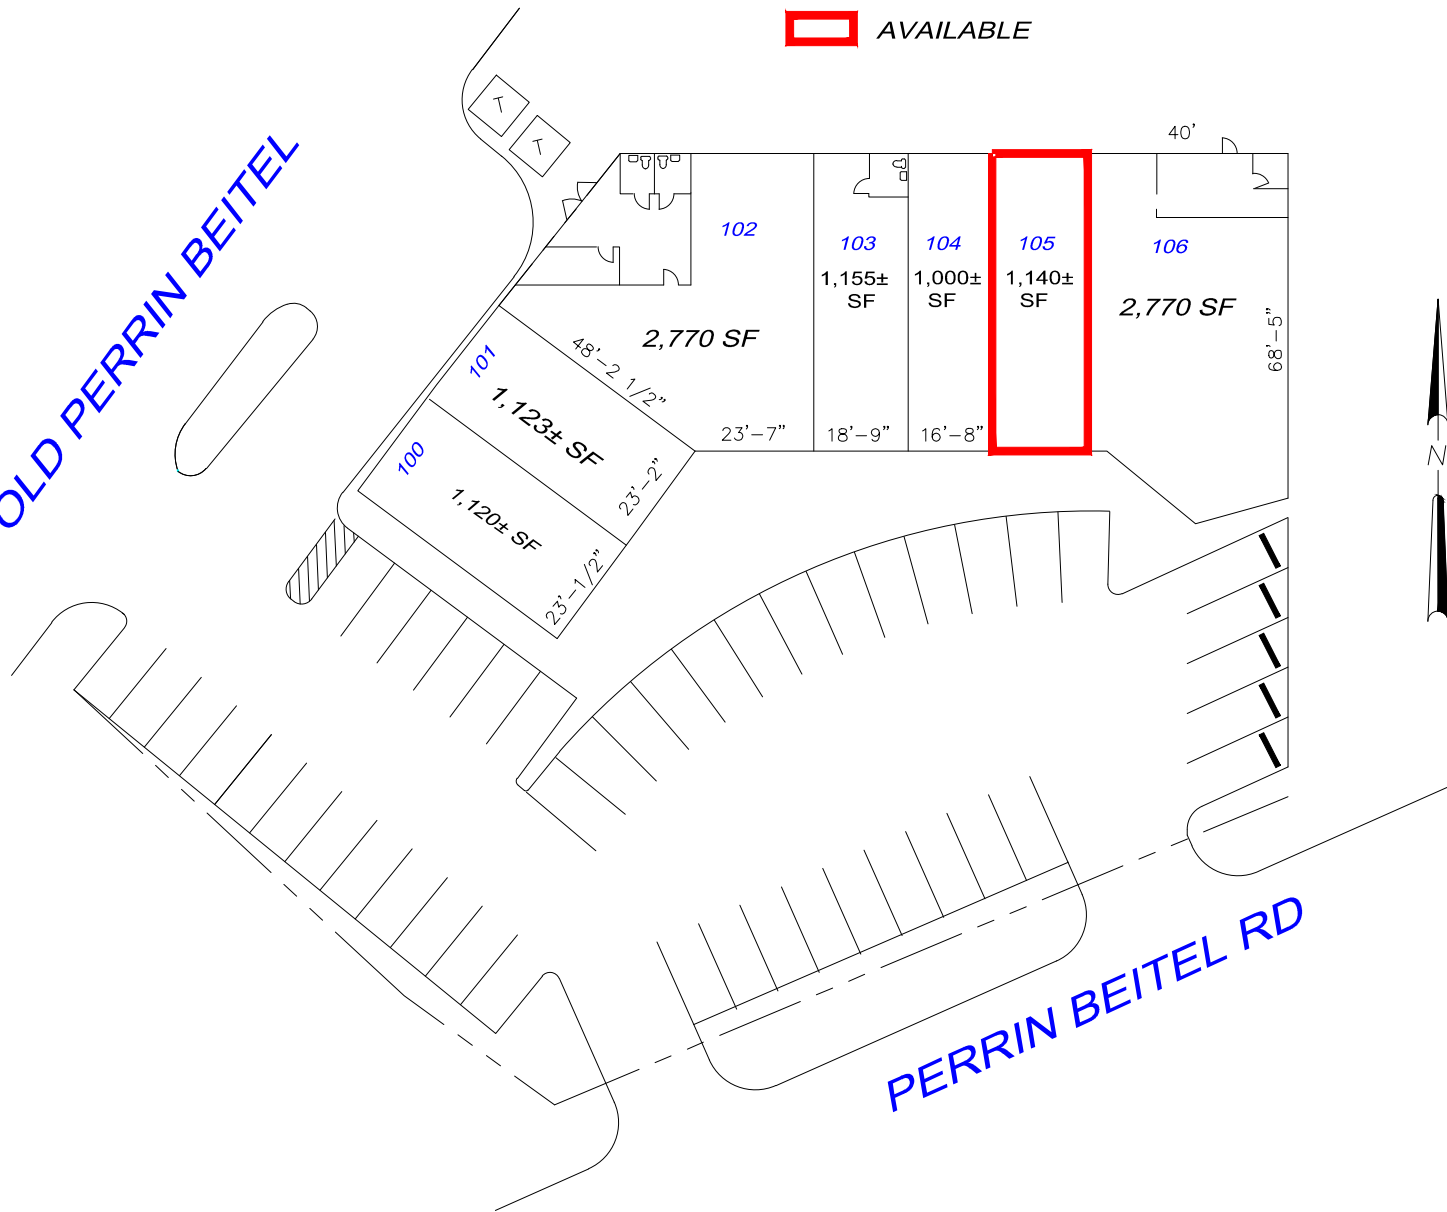 AVAILABLE
OLD PERRIN BEITEL
T
T
40'
102
2,770 SF
23'-7"
103
1,155±
SF
18'-9"
104
1,000±
SF
16'-8"
105
1,140±
SF
106
2,770 SF
68'-5"
101
1,123± SF
48'-2 1/2"
23'-2"
100
1,120± SF
23'-1/2"
N
PERRIN BEITEL RD